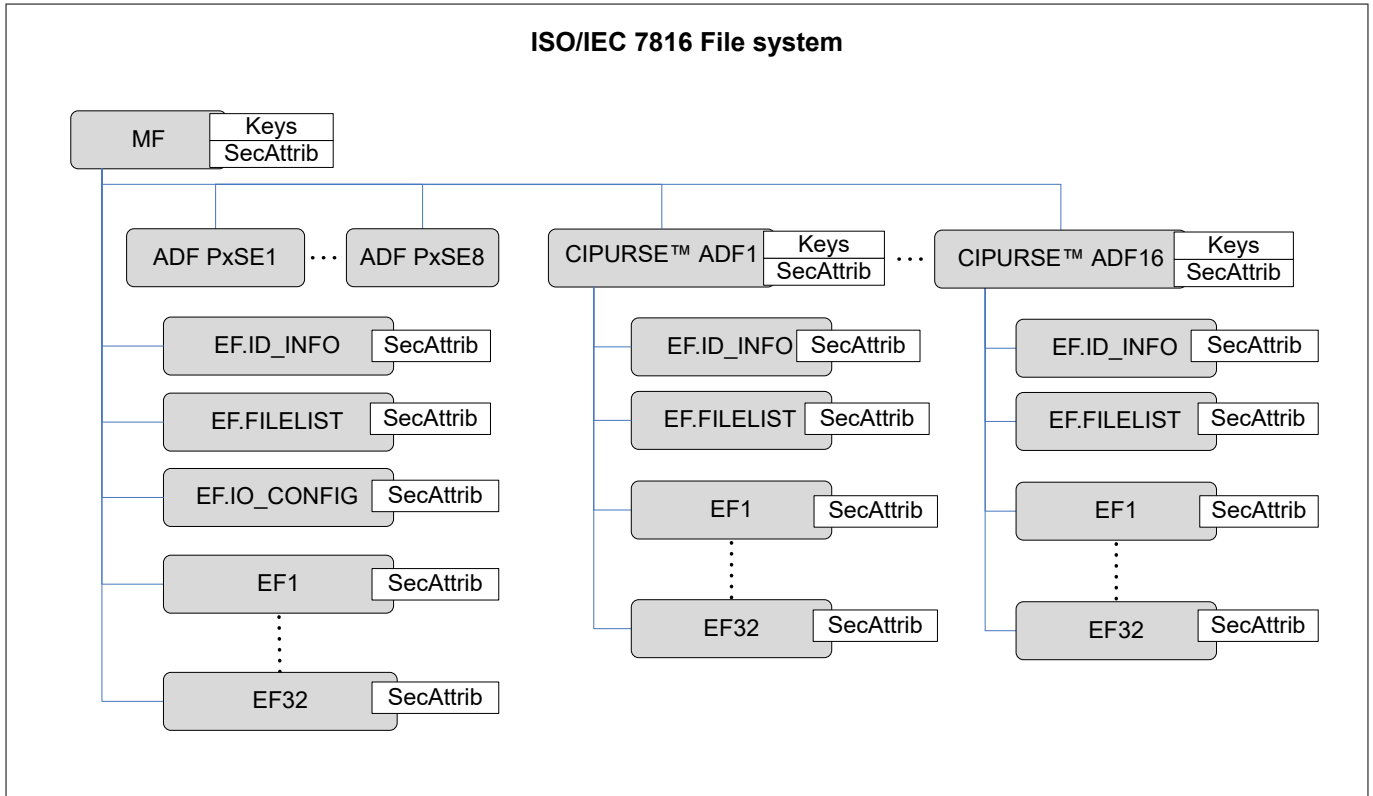 ISO/IEC 7816 File system
MF
Keys
SecAttrib
ADF PxSE1
...
ADF PxSE8
CIPURSE™ ADF1
Keys
SecAttrib
...
CIPURSE™ ADF16
Keys
SecAttrib
EF.ID_INFO
SecAttrib
EF.FILELIST
SecAttrib
EF.IO_CONFIG
SecAttrib
EF1
SecAttrib
EF32
SecAttrib
EF.ID_INFO
SecAttrib
EF.FILELIST
SecAttrib
EF1
SecAttrib
EF32
SecAttrib
EF.ID_INFO
SecAttrib
EF.FILELIST
SecAttrib
EF1
SecAttrib
EF32
SecAttrib